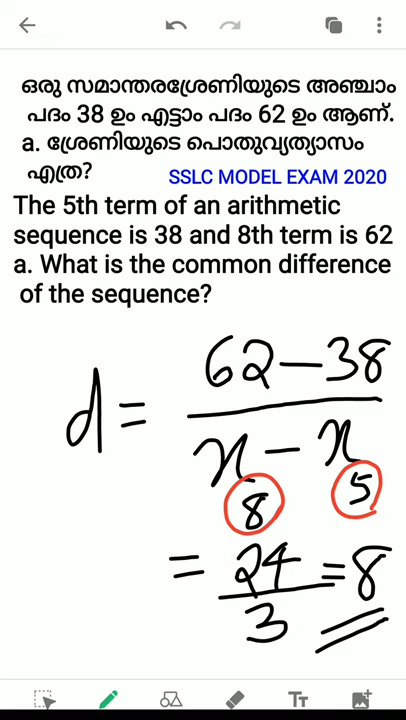 ഒരു സമാന്തരശ്രേണിയുടെ അഞ്ചാം
പദം 38 ഉം എട്ടാം പദം 62 ഉം ആണ്.
a. ശ്രേണിയുടെ പൊതുവ്യത്യാസം
എത്ര?
SSLC MODEL EXAM 2020
The 5th term of an arithmetic
sequence is 38 and 8th term is 62
a. What is the common difference
of the sequence?
62 – 38
d =
x – x
8 5
= 24 = 8
3
Tт